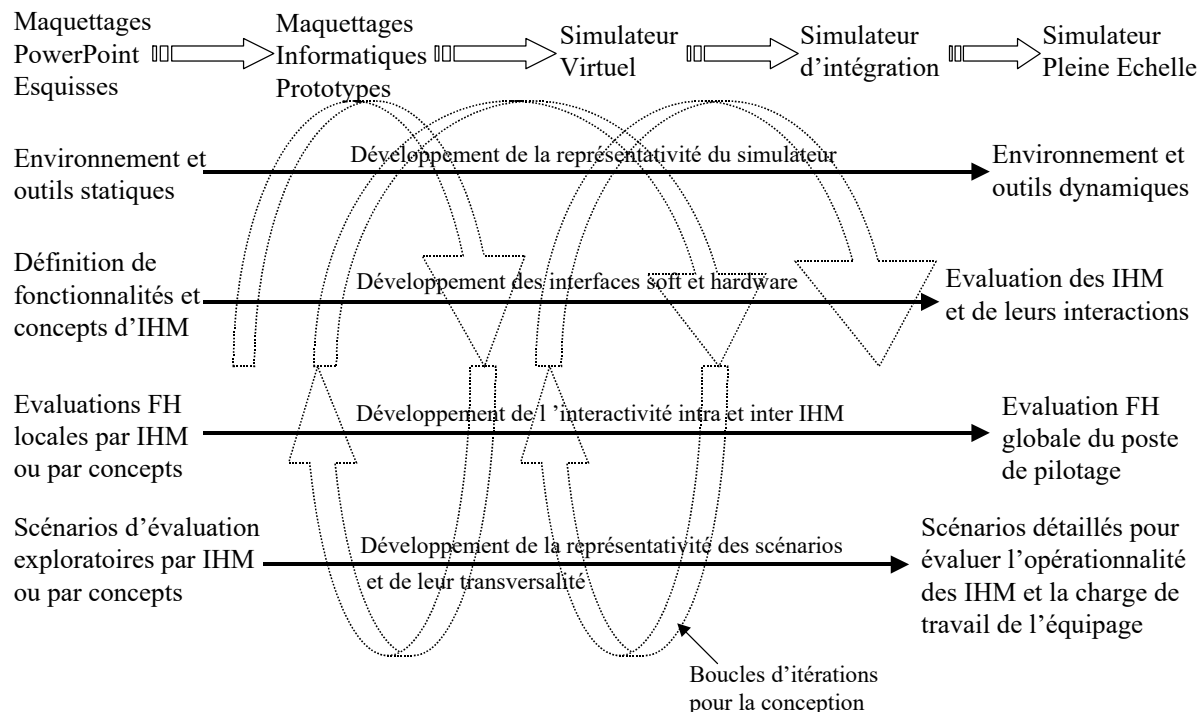 Maquettages
PowerPoint
Esquisses
Maquettages
Informatiques
Prototypes
Simulateur
Virtuel
Simulateur
d'intégration
Simulateur
Pleine Echelle
Environnement et
outils statiques
Développement de la représentativité du simulateur
Environnement et
outils dynamiques
Définition de
fonctionnalités et
concepts d'IHM
Développement des interfaces soft et hardware
Evaluation des IHM
et de leurs interactions
Evaluations FH
locales par IHM
ou par concepts
Développement de l 'interactivité intra et inter IHM
Evaluation FH
globale du poste
de pilotage
Scénarios d'évaluation
exploratoires par IHM
ou par concepts
Développement de la représentativité des scénarios
et de leur transversalité
Scénarios détaillés pour
évaluer l'opérationnalité
des IHM et la charge de
travail de l'équipage
Boucles d'itérations
pour la conception